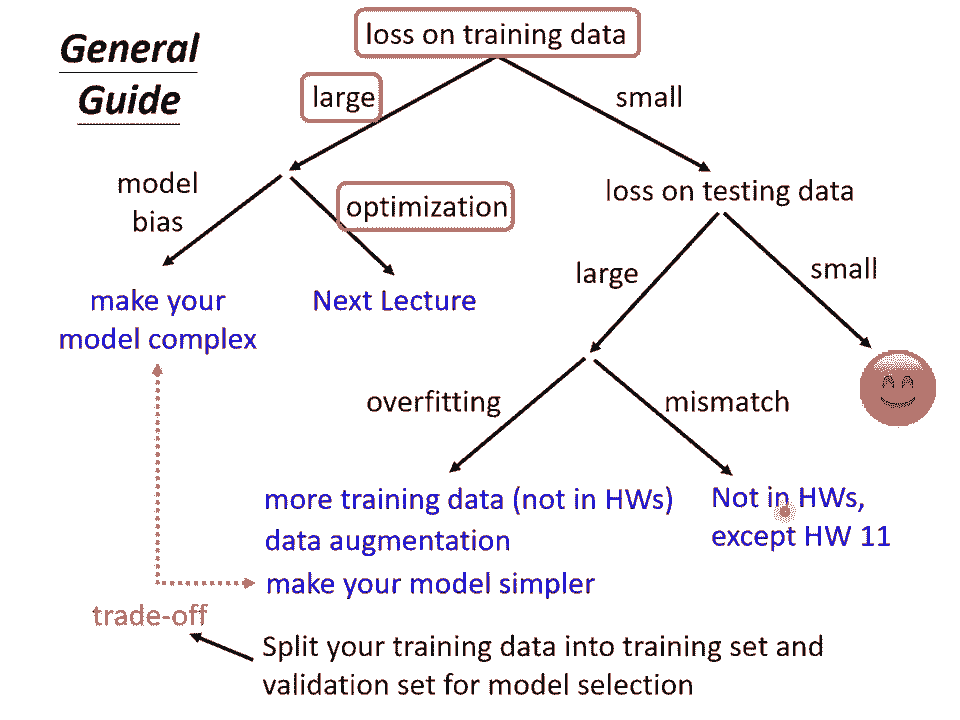 General
Guide
loss on training data
large
small
model
bias
optimization
loss on testing data
make your
model complex
Next Lecture
large
small
overfitting
mismatch
more training data (not in HWs)
data augmentation
make your model simpler
Not in HWs,
except HW 11
trade-off
Split your training data into training set and
validation set for model selection